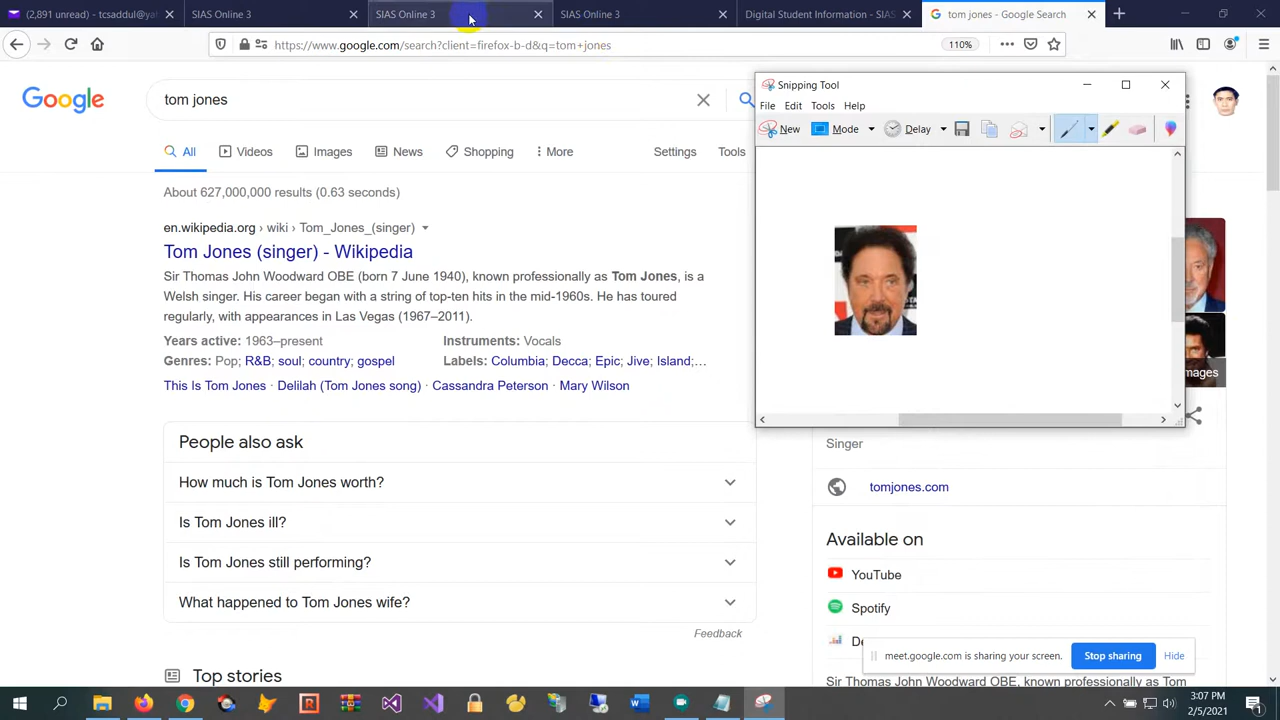 (2,891 unread) - tcsaddul@ya
SIAS Online 3
SIAS Online 3
SIAS Online 3
Digital Student Information - SIAS
tom jones - Google Search
https://www.google.com/search?client=firefox-b-d&q=tom+jones
110%
Google
tom jones
All
Videos
Images
News
Shopping
More
Settings
Tools
About 627,000,000 results (0.63 seconds)
en.wikipedia.org › wiki › Tom_Jones_(singer)
Tom Jones (singer) - Wikipedia
Sir Thomas John Woodward OBE (born 7 June 1940), known professionally as Tom Jones, is a
Welsh singer. His career began with a string of top-ten hits in the mid-1960s. He has toured
regularly, with appearances in Las Vegas (1967–2011).
Years active: 1963–present
Instruments: Vocals
Genres: Pop; R&B; soul; country; gospel
Labels: Columbia; Decca; Epic; Jive; Island;…
This Is Tom Jones · Delilah (Tom Jones song) · Cassandra Peterson · Mary Wilson
People also ask
How much is Tom Jones worth?
Is Tom Jones ill?
Is Tom Jones still performing?
What happened to Tom Jones wife?
Feedback
Top stories
Snipping Tool
File Edit Tools Help
New Mode Delay
mages
Singer
tomjones.com
Available on
YouTube
Spotify
De
meet.google.com is sharing your screen.
Stop sharing
Hide
Sir Thomas John Woodward OBE, known professionally as Tom Jones
3:07 PM
2/5/2021